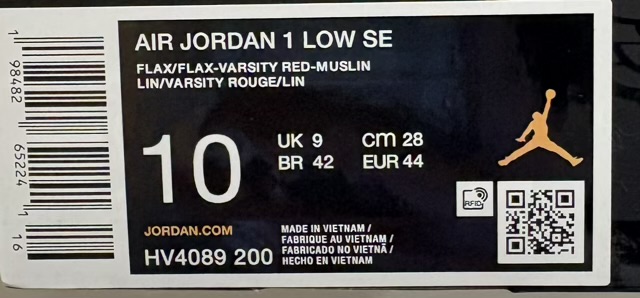 AIR JORDAN 1 LOW SE
FLAX/FLAX-VARSITY RED-MUSLIN
LIN/VARSITY ROUGE/LIN
10
UK 9
CM 28
BR 42
EUR 44
RFID
JORDAN.COM
HV4089 200
MADE IN VIETNAM /
FABRIQUE AU VIETNAM /
FABRICADO NO VIETNÃ /
HECHO EN VIETNAM
1 98482 65224 1 16